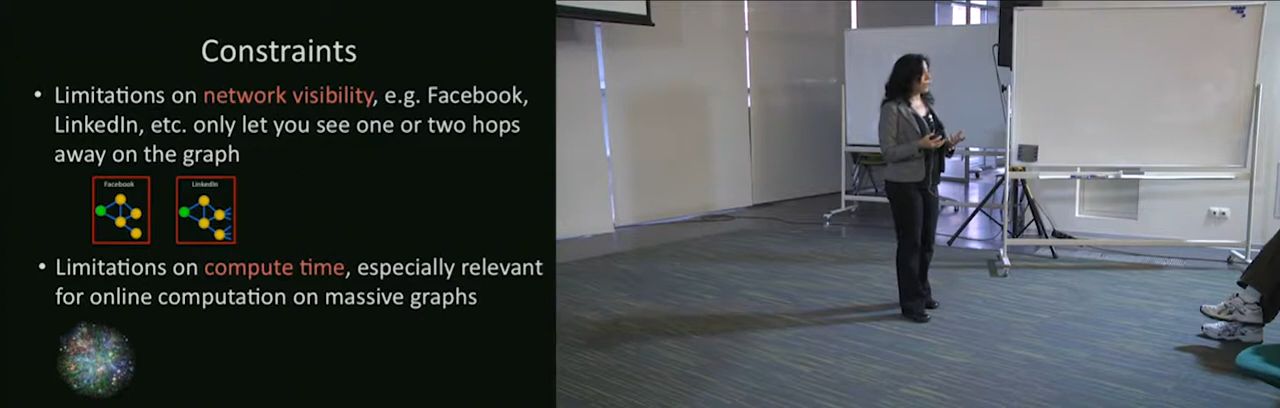 Constraints
• Limitations on network visibility, e.g. Facebook,
LinkedIn, etc. only let you see one or two hops
away on the graph
Facebook
LinkedIn
• Limitations on compute time, especially relevant
for online computation on massive graphs